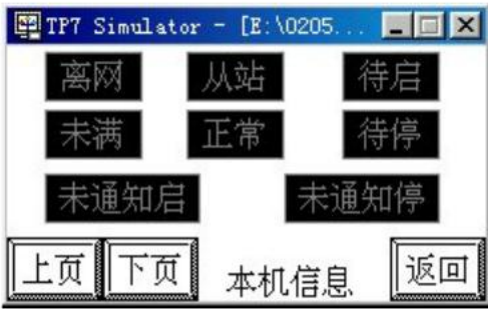 TP7 Simulator - [E:\0205...
离网 从站 待启
未满 正常 待停
未通知启 未通知停
上页 下页 本机信息 返回